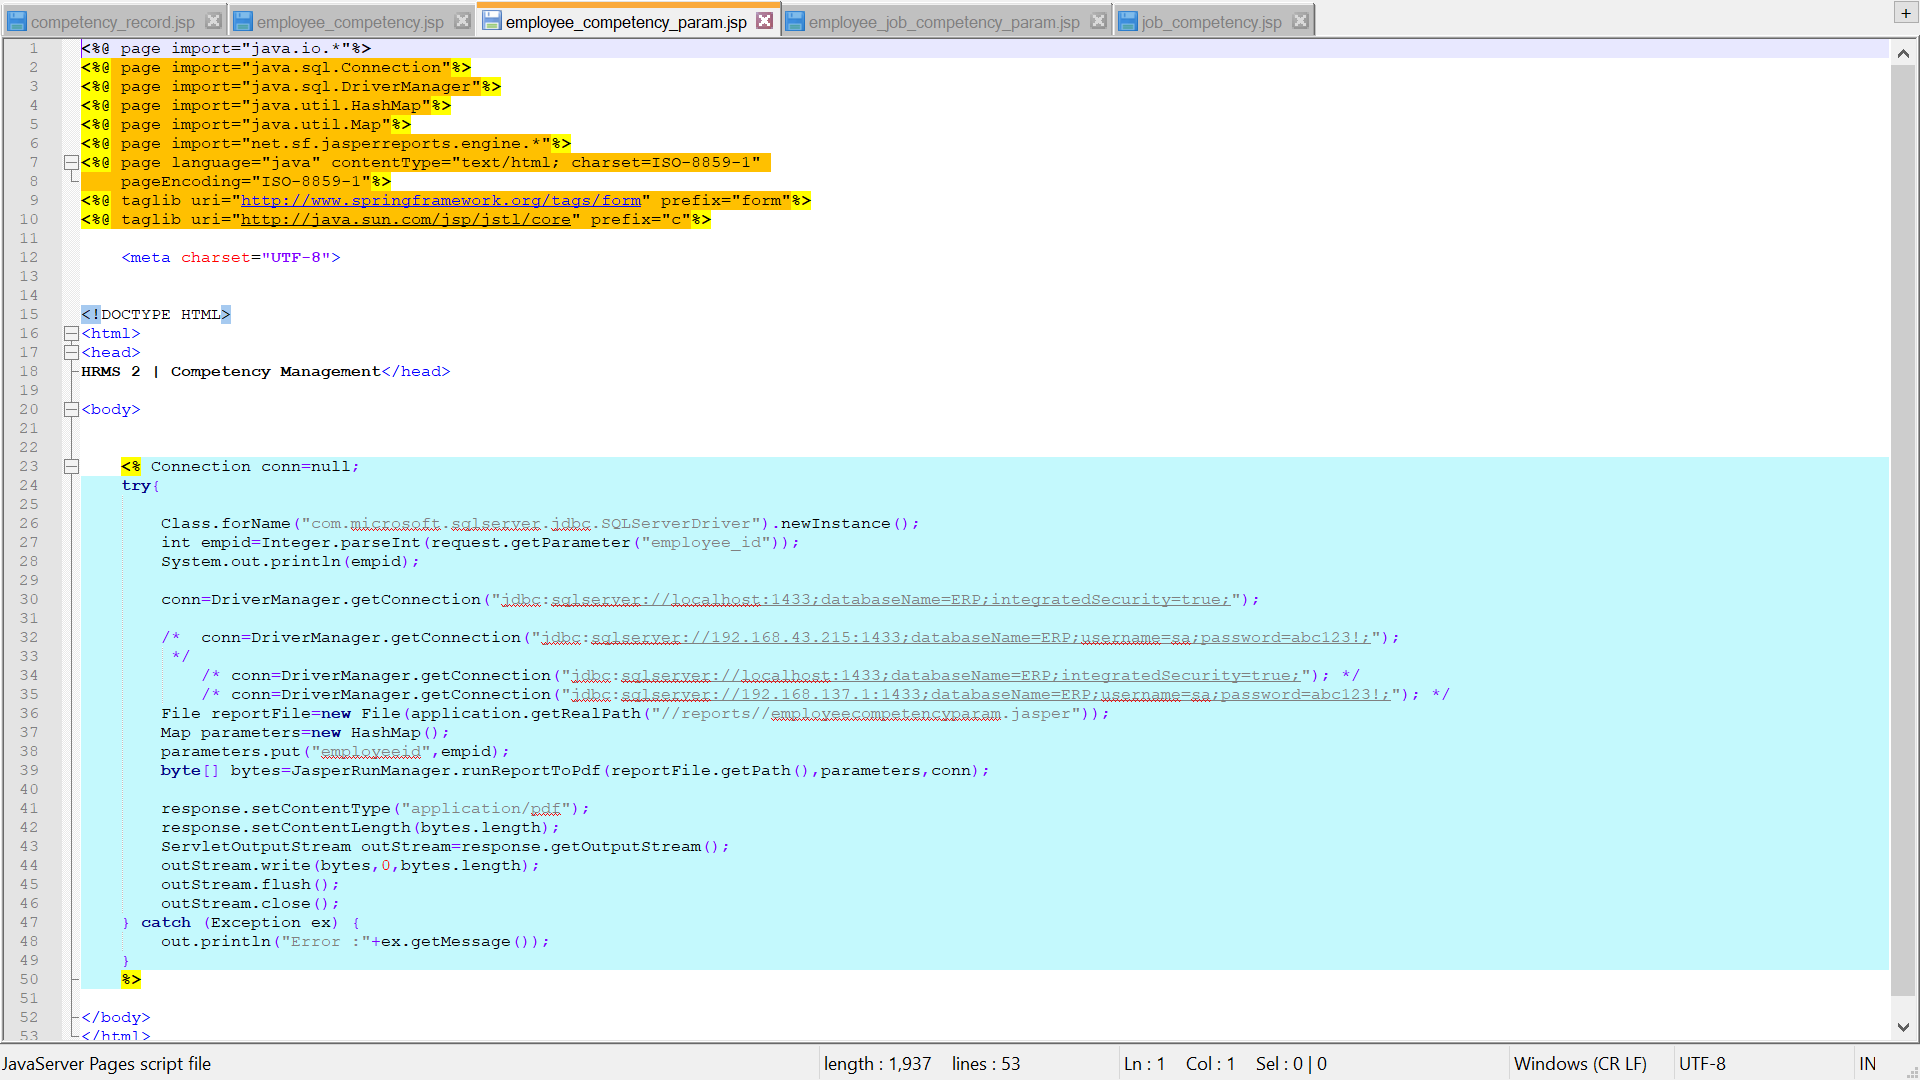 competency_record.jsp employee_competency.jsp employee_competency_param.jsp employee_job_competency_param.jsp job_competency.jsp +
1 <%@ page import="java.io.*"%>
2 <%@ page import="java.sql.Connection"%>
3 <%@ page import="java.sql.DriverManager"%>
4 <%@ page import="java.util.HashMap"%>
5 <%@ page import="java.util.Map"%>
6 <%@ page import="net.sf.jasperreports.engine.*"%>
7 <%@ page language="java" contentType="text/html; charset=ISO-8859-1"
8     pageEncoding="ISO-8859-1"%>
9 <%@ taglib uri="http://www.springframework.org/tags/form" prefix="form"%>
10 <%@ taglib uri="http://java.sun.com/jsp/jstl/core" prefix="c"%>
11
12     <meta charset="UTF-8">
13
14
15 <!DOCTYPE HTML>
16 <html>
17 <head>
18 HRMS 2 | Competency Management</head>
19
20 <body>
21
22
23     <% Connection conn=null;
24     try{
25
26         Class.forName("com.microsoft.sqlserver.jdbc.SQLServerDriver").newInstance();
27         int empid=Integer.parseInt(request.getParameter("employee_id"));
28         System.out.println(empid);
29
30         conn=DriverManager.getConnection("jdbc:sqlserver://localhost:1433;databaseName=ERP;integratedSecurity=true;");
31
32         /*  conn=DriverManager.getConnection("jdbc:sqlserver://192.168.43.215:1433;databaseName=ERP;username=sa;password=abc123!;");
33          */
34             /* conn=DriverManager.getConnection("jdbc:sqlserver://localhost:1433;databaseName=ERP;integratedSecurity=true;"); */
35             /* conn=DriverManager.getConnection("jdbc:sqlserver://192.168.137.1:1433;databaseName=ERP;username=sa;password=abc123!;"); */
36         File reportFile=new File(application.getRealPath("//reports//employeecompetencyparam.jasper"));
37         Map parameters=new HashMap();
38         parameters.put("employeeid",empid);
39         byte[] bytes=JasperRunManager.runReportToPdf(reportFile.getPath(),parameters,conn);
40
41         response.setContentType("application/pdf");
42         response.setContentLength(bytes.length);
43         ServletOutputStream outStream=response.getOutputStream();
44         outStream.write(bytes,0,bytes.length);
45         outStream.flush();
46         outStream.close();
47     } catch (Exception ex) {
48         out.println("Error :"+ex.getMessage());
49     }
50     %>
51
52 </body>
53 </html>
JavaServer Pages script file length : 1,937 lines : 53 Ln : 1 Col : 1 Sel : 0 | 0 Windows (CR LF) UTF-8 IN